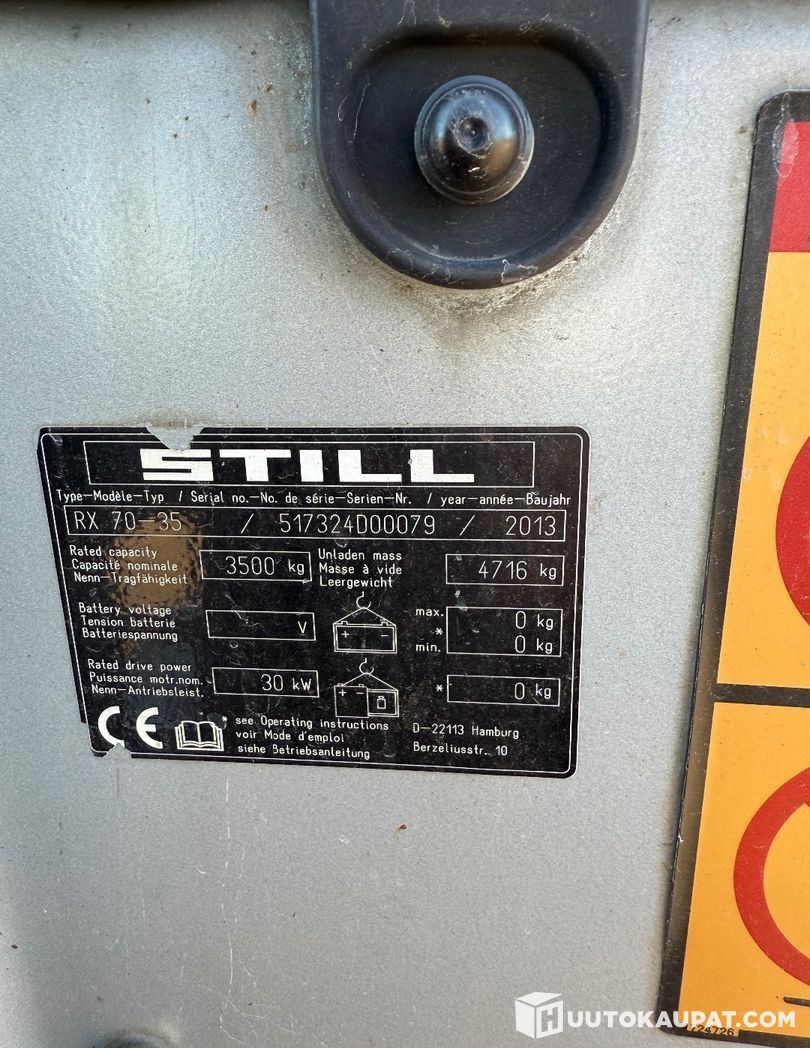 STILL
Type-Modèle-Typ / Serial no.-No. de série-Serien-Nr. / year-année-Baujahr
RX 70-35 / 517324D00079 / 2013
Rated capacity
Capacité nominale
Nenn-Tragfähigkeit
3500 kg
Unladen mass
Masse à vide
Leergewicht
4716 kg
Battery voltage
Tension batterie
Batteriespannung
V
+ -
max.
*
min.
0 kg
0 kg
Rated drive power
Puissance motr.nom.
Nenn-Antriebsleist.
30 kW
+ -
* 0 kg
CE
* see Operating instructions
voir Mode d'emploi
siehe Betriebsanleitung
D-22113 Hamburg
Berzeliusstr. 10
HUUTOKAUPAT.COM